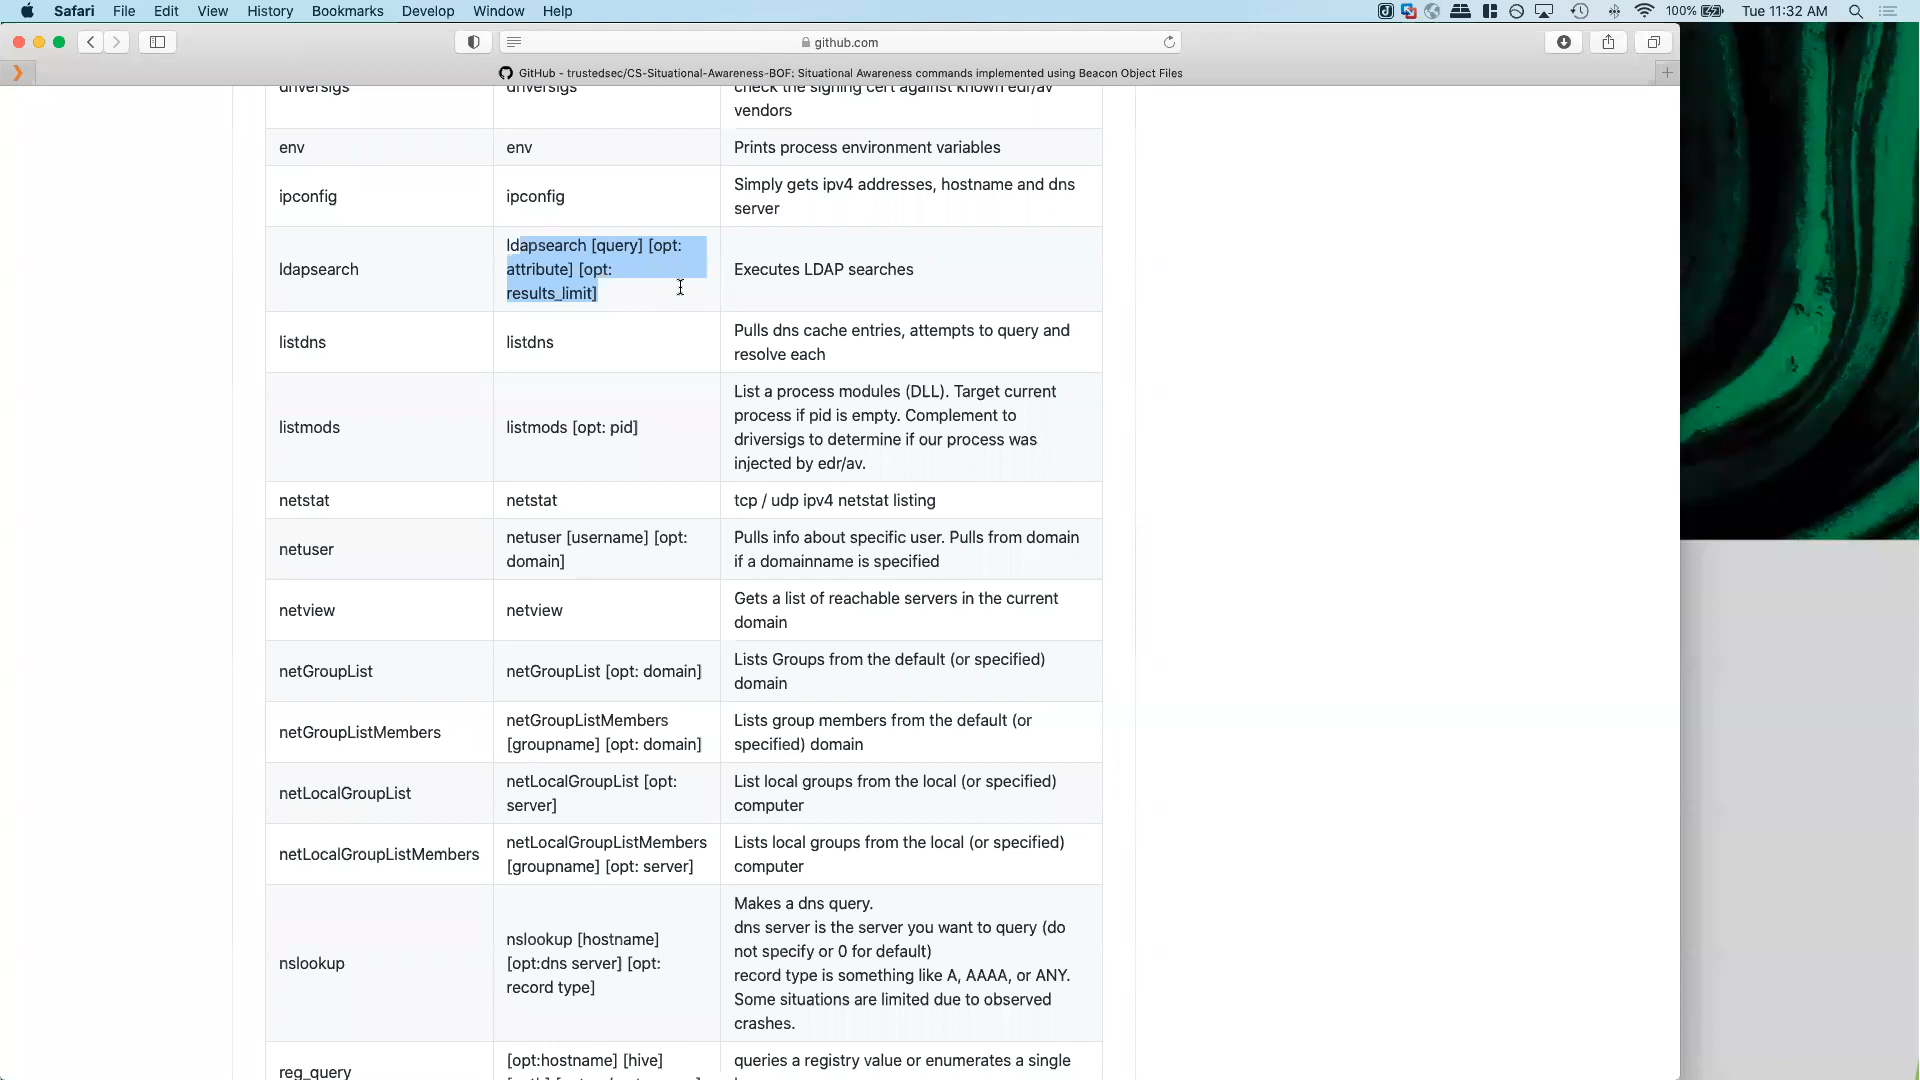 Safari File Edit View History Bookmarks Develop Window Help 100% Tue 11:32 AM
github.com
GitHub - trustedsec/CS-Situational-Awareness-BOF: Situational Awareness commands implemented using Beacon Object Files
driversigs driversigs check the signing cert against known edr/av
vendors
env env Prints process environment variables
ipconfig ipconfig Simply gets ipv4 addresses, hostname and dns
server
ldapsearch ldapsearch [query] [opt:
attribute] [opt:
results_limit] Executes LDAP searches
listdns listdns Pulls dns cache entries, attempts to query and
resolve each
listmods listmods [opt: pid] List a process modules (DLL). Target current
process if pid is empty. Complement to
driversigs to determine if our process was
injected by edr/av.
netstat netstat tcp / udp ipv4 netstat listing
netuser netuser [username] [opt:
domain] Pulls info about specific user. Pulls from domain
if a domainname is specified
netview netview Gets a list of reachable servers in the current
domain
netGroupList netGroupList [opt: domain] Lists Groups from the default (or specified)
domain
netGroupListMembers netGroupListMembers
[groupname] [opt: domain] Lists group members from the default (or
specified) domain
netLocalGroupList netLocalGroupList [opt:
server] List local groups from the local (or specified)
computer
netLocalGroupListMembers netLocalGroupListMembers
[groupname] [opt: server] Lists local groups from the local (or specified)
computer
nslookup nslookup [hostname]
[opt:dns server] [opt:
record type] Makes a dns query.
dns server is the server you want to query (do
not specify or 0 for default)
record type is something like A, AAAA, or ANY.
Some situations are limited due to observed
crashes.
reg_query [opt:hostname] [hive] queries a registry value or enumerates a single